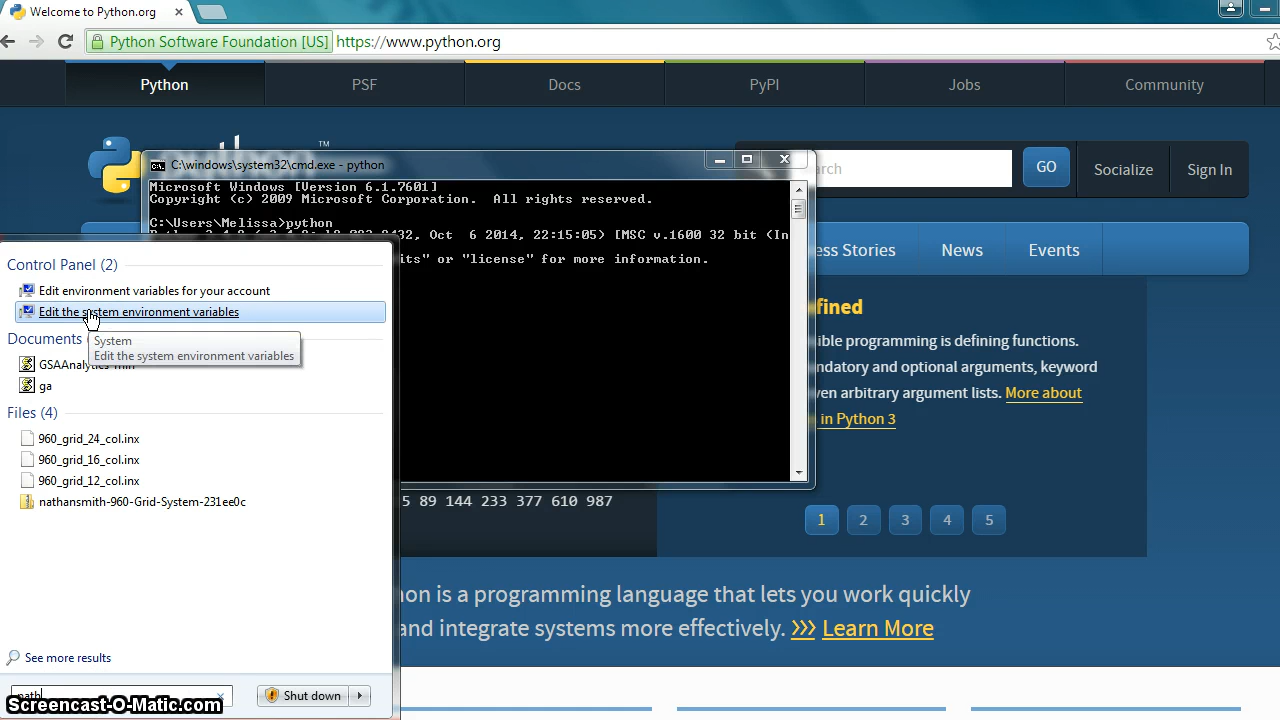 Welcome to Python.org
Python Software Foundation [US] https://www.python.org
Python PSF Docs PyPI Jobs Community
TM
GO Socialize Sign In
C:\windows\system32\cmd.exe - python
Microsoft Windows [Version 6.1.7601]
Copyright (c) 2009 Microsoft Corporation. All rights reserved.
C:\Users\Melissa>python
Oct 6 2014, 22:15:05) [MSC v.1600 32 bit (In
or "license" for more information.
Stories News Events
Control Panel (2)
Edit environment variables for your account
Edit the system environment variables
System
Edit the system environment variables
Documents
ga
Files (4)
960_grid_24_col.inx
960_grid_16_col.inx
960_grid_12_col.inx
nathansmith-960-Grid-System-231ee0c
programming is defining functions.
and optional arguments, keyword
arbitrary argument lists. More about
in Python 3
89 144 233 377 610 987
1 2 3 4 5
is a programming language that lets you work quickly
and integrate systems more effectively. >>> Learn More
See more results
path
Shut down
Screencast-O-Matic.com